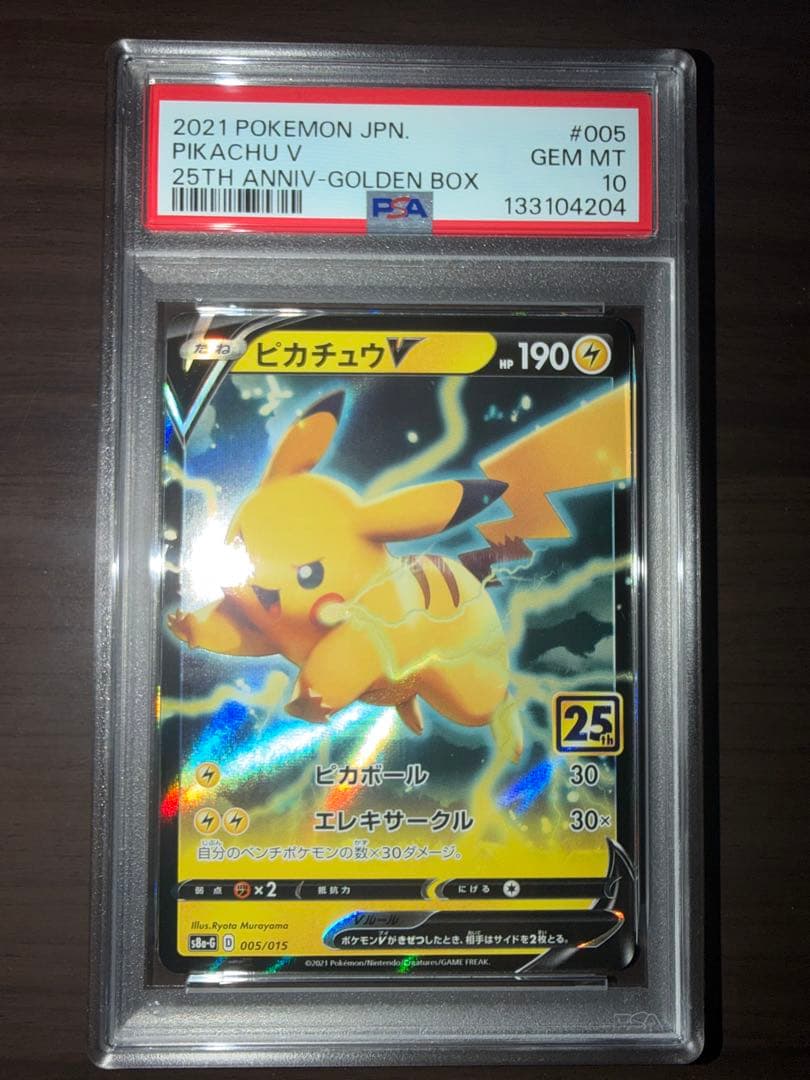 2021 POKEMON JPN. #005
PIKACHU V GEM MT
25TH ANNIV-GOLDEN BOX 10
PSA 133104204
たね ピカチュウV HP 190
25th
ピカボール 30
エレキサークル 30×
自分のベンチポケモンの数×30ダメージ。
弱点 ×2 抵抗力 にげる
Illus.Ryota Murayama
Vルール
ポケモンVがきぜつしたとき、相手はサイドを2枚とる。
s8a-G D 005/015
©2021 Pokémon/Nintendo/Creatures/GAME FREAK.
PSA